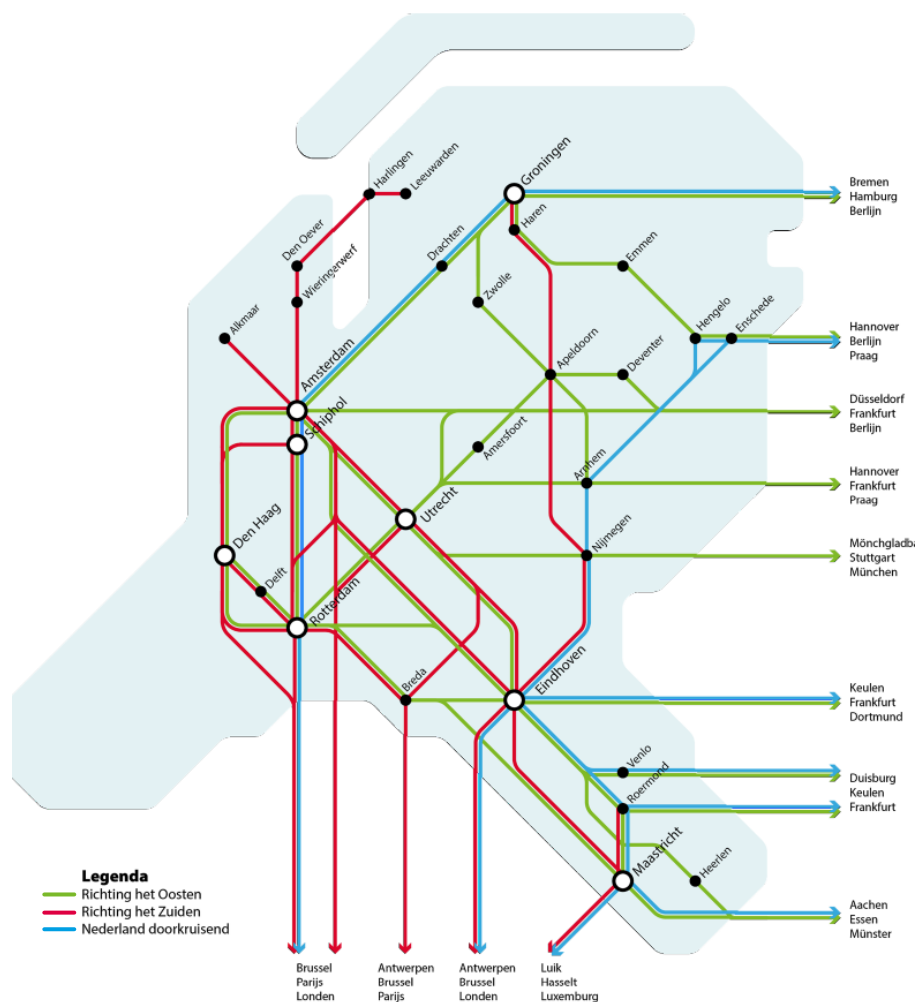 Harlingen
Leeuwarden
Groningen
Haren
Bremen
Hamburg
Berlijn
Den Oever
Wieringerwerf
Drachten
Emmen
Zwolle
Alkmaar
Amsterdam
Schiphol
Apeldoorn
Deventer
Hengelo
Enschede
Hannover
Berlijn
Praag
Düsseldorf
Frankfurt
Berlijn
Amersfoort
Arnhem
Hannover
Frankfurt
Praag
Utrecht
Den Haag
Delft
Rotterdam
Nijmegen
Mönchgladba
Stuttgart
München
Breda
Eindhoven
Keulen
Frankfurt
Dortmund
Venlo
Roermond
Duisburg
Keulen
Frankfurt
Maastricht
Heerlen
Aachen
Essen
Münster
Legenda
Richting het Oosten
Richting het Zuiden
Nederland doorkruisend
Brussel
Parijs
Londen
Antwerpen
Brussel
Parijs
Antwerpen
Brussel
Londen
Luik
Hasselt
Luxemburg